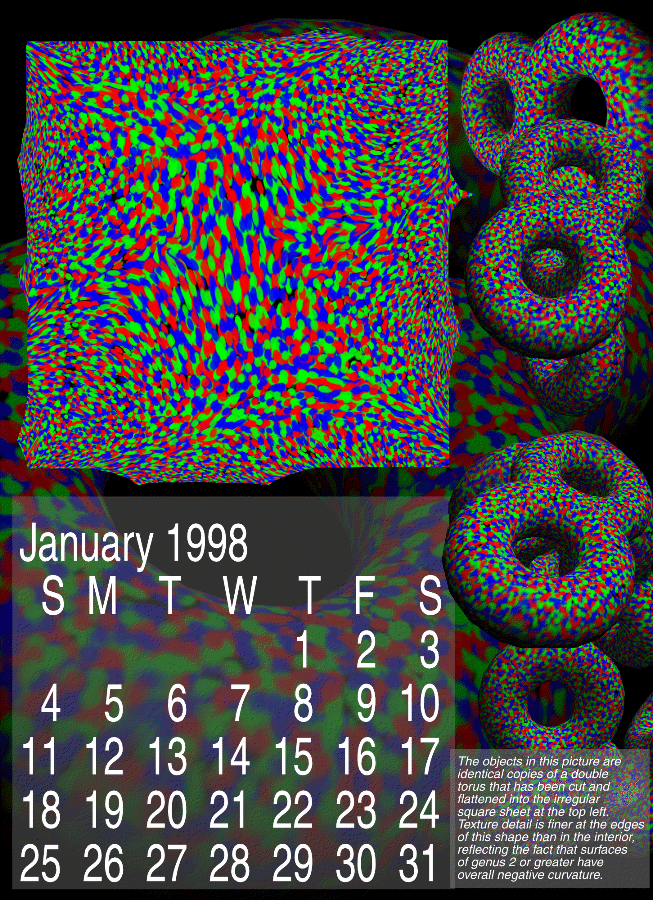 January 1998
S M T W T F S
1 2 3
4 5 6 7 8 9 10
11 12 13 14 15 16 17
18 19 20 21 22 23 24
25 26 27 28 29 30 31
The objects in this picture are
identical copies of a double
torus that has been cut and
flattened into the irregular
square sheet at the top left.
Texture detail is finer at the edges
of this shape than in the interior,
reflecting the fact that surfaces
of genus 2 or greater have
overall negative curvature.